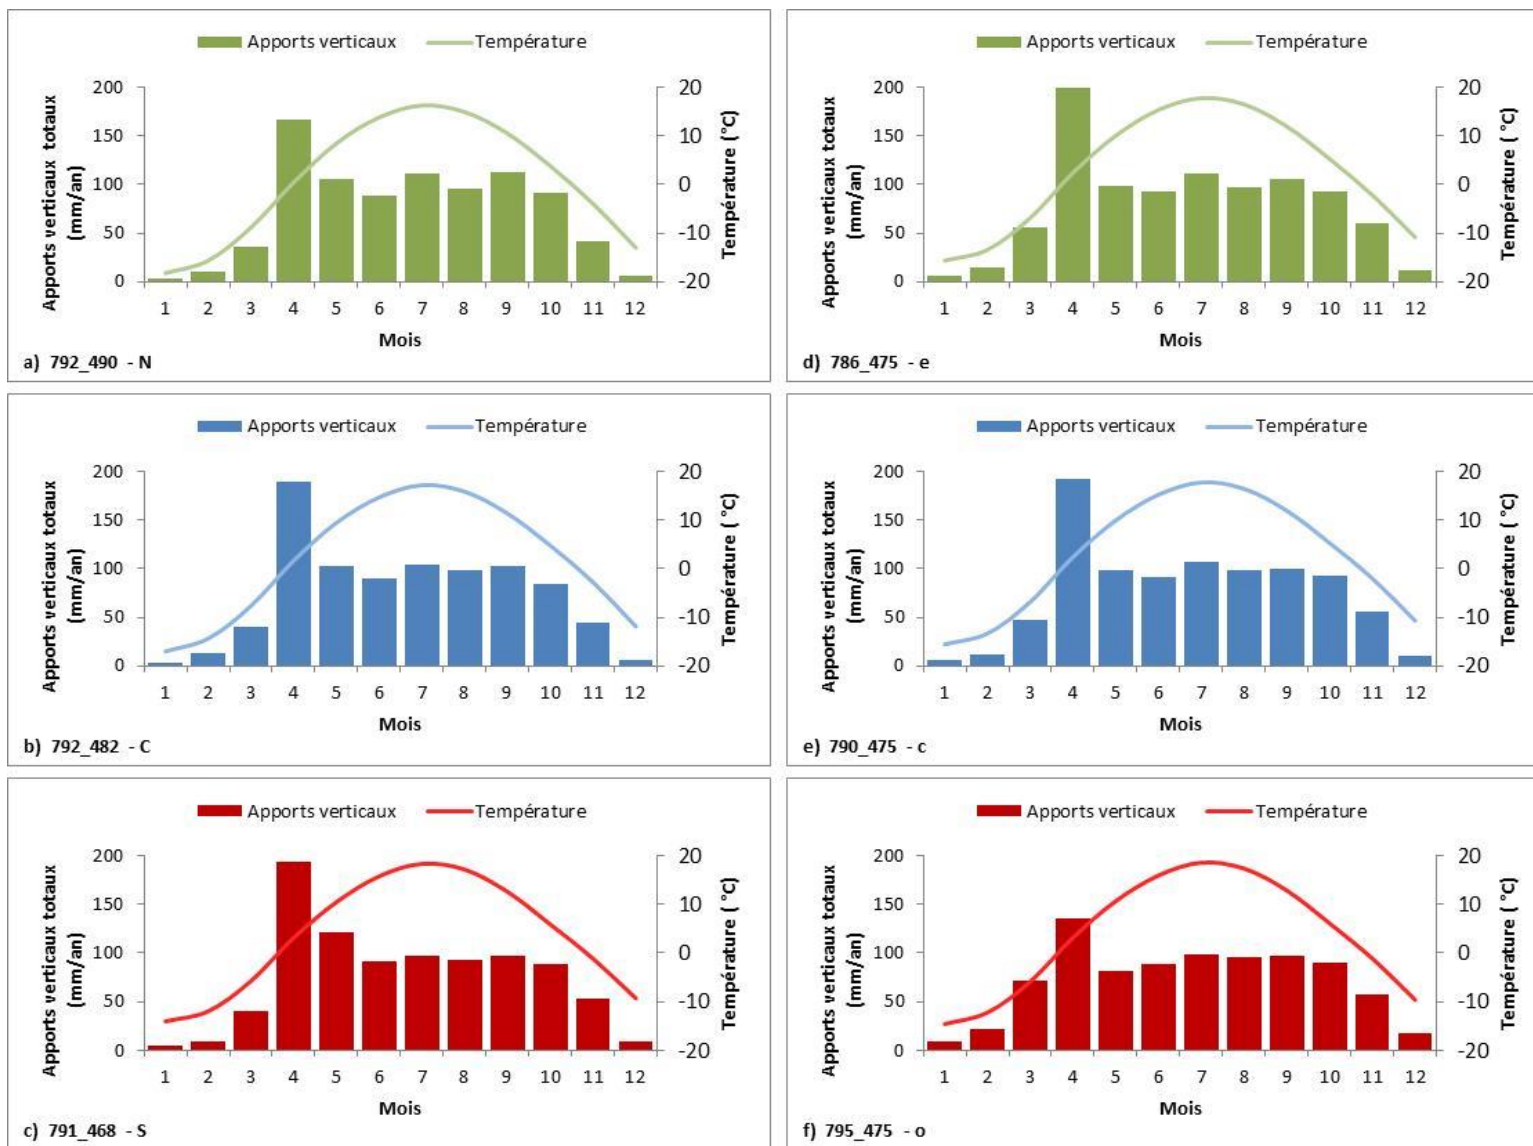 Apports verticaux Température
Apports verticaux totaux
(mm/an)
200
150
100
50
0
20
10
0
-10
-20
Température ( °C)
1 2 3 4 5 6 7 8 9 10 11 12
Mois
a) 792_490 - N
Apports verticaux Température
Apports verticaux totaux
(mm/an)
200
150
100
50
0
20
10
0
-10
-20
Température ( °C)
1 2 3 4 5 6 7 8 9 10 11 12
Mois
d) 786_475 - e
Apports verticaux Température
Apports verticaux totaux
(mm/an)
200
150
100
50
0
20
10
0
-10
-20
Température ( °C)
1 2 3 4 5 6 7 8 9 10 11 12
Mois
b) 792_482 - C
Apports verticaux Température
Apports verticaux totaux
(mm/an)
200
150
100
50
0
20
10
0
-10
-20
Température ( °C)
1 2 3 4 5 6 7 8 9 10 11 12
Mois
e) 790_475 - c
Apports verticaux Température
Apports verticaux totaux
(mm/an)
200
150
100
50
0
20
10
0
-10
-20
Température ( °C)
1 2 3 4 5 6 7 8 9 10 11 12
Mois
c) 791_468 - S
Apports verticaux Température
Apports verticaux totaux
(mm/an)
200
150
100
50
0
20
10
0
-10
-20
Température ( °C)
1 2 3 4 5 6 7 8 9 10 11 12
Mois
f) 795_475 - o